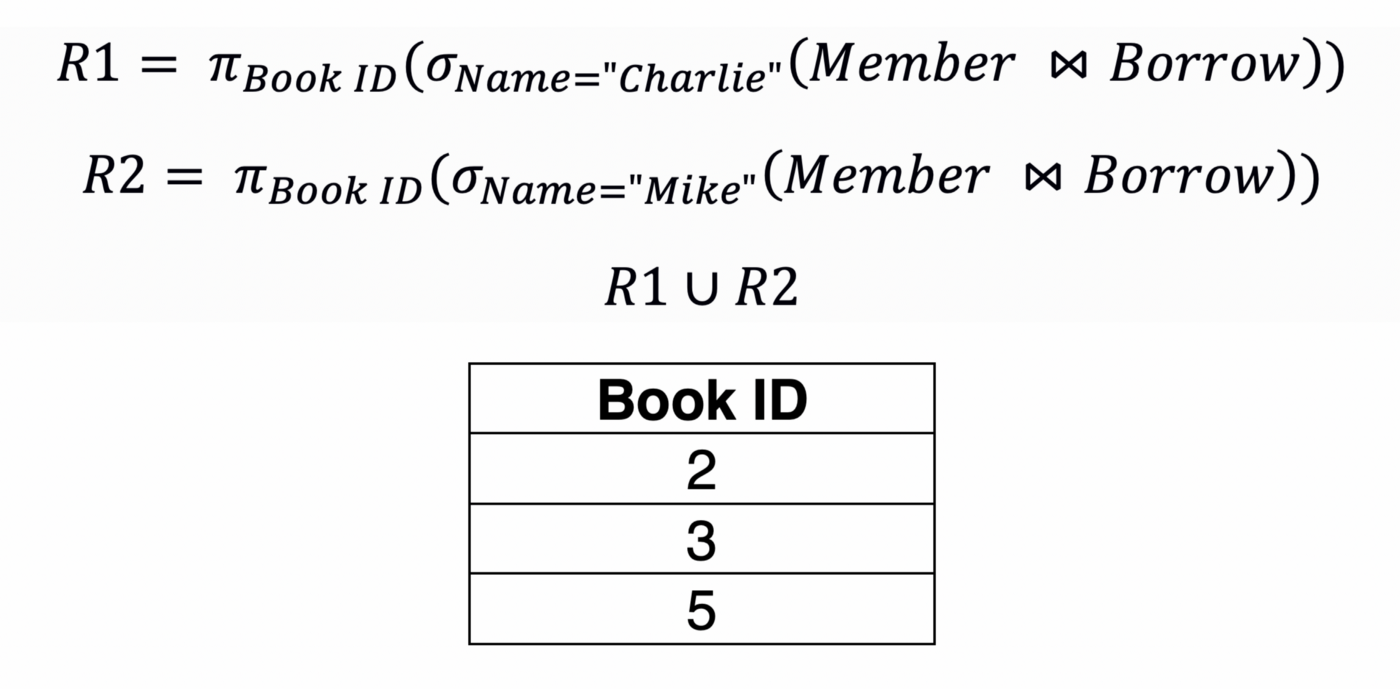 R1 = π_{Book ID}(σ_{Name="Charlie"}(Member ⋈ Borrow))
R2 = π_{Book ID}(σ_{Name="Mike"}(Member ⋈ Borrow))
R1 ∪ R2
Book ID
2
3
5